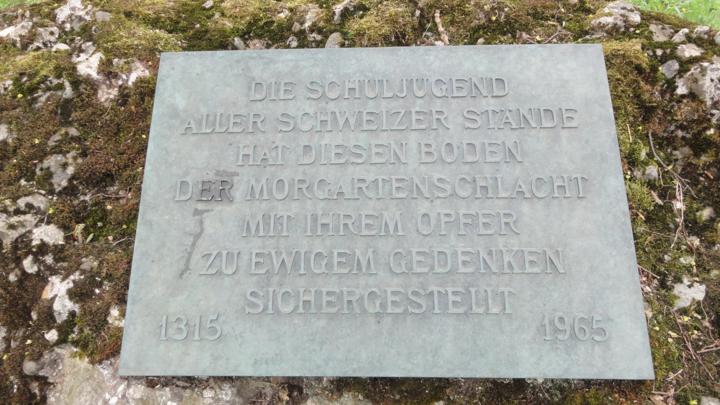 DIE SCHULJUGEND
ALLER SCHWEIZER STÄNDE
HAT DIESEN BODEN
DER MORGARTENSCHLACHT
MIT IHREM OPFER
ZU EWIGEM GEDENKEN
SICHERGESTELLT
1315 1965